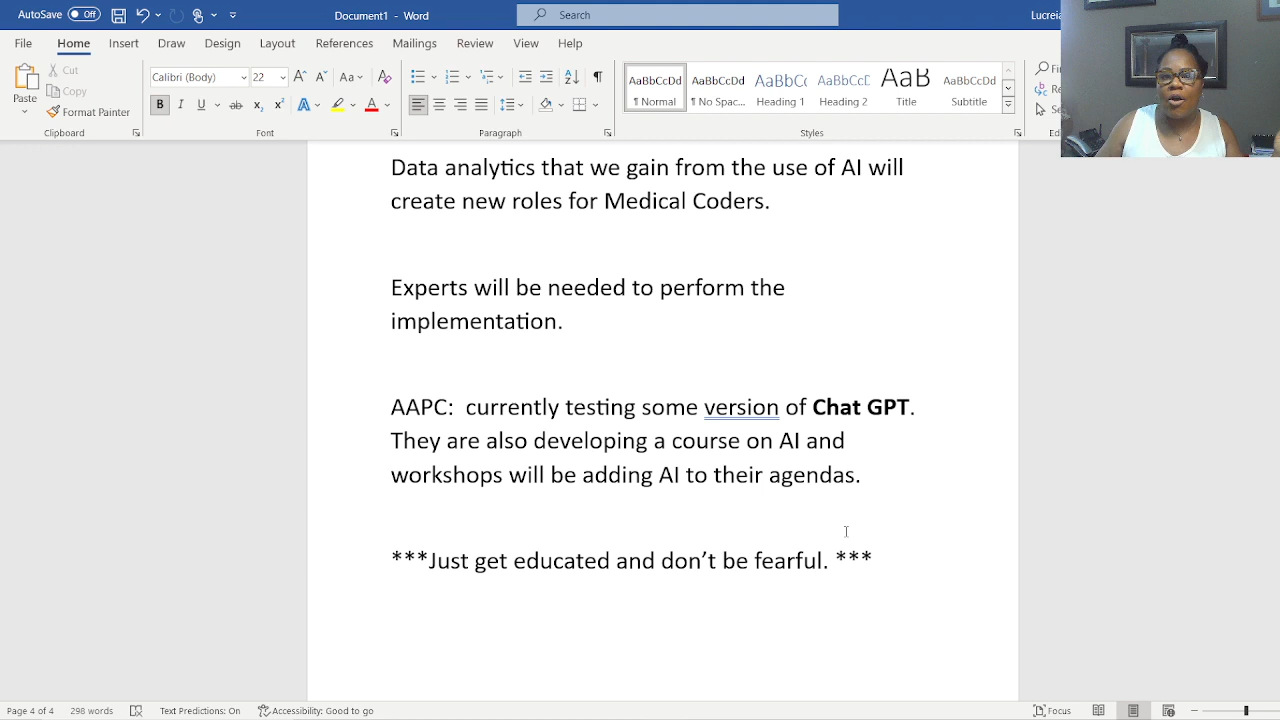 AutoSave Off Document1 - Word Search
File Home Insert Draw Design Layout References Mailings Review View Help
Paste
Cut
Copy
Format Painter
Calibri (Body) 22
Clipboard Font Paragraph Styles
AaBbCcDd AaBbCcDd AaBbCc AaBbCcD AaB AaBbCcDd
¶ Normal ¶ No Spac... Heading 1 Heading 2 Title Subtitle
Data analytics that we gain from the use of AI will
create new roles for Medical Coders.
Experts will be needed to perform the
implementation.
AAPC: currently testing some version of Chat GPT.
They are also developing a course on AI and
workshops will be adding AI to their agendas.
***Just get educated and don't be fearful. ***
Page 4 of 4 298 words Text Predictions: On Accessibility: Good to go Focus